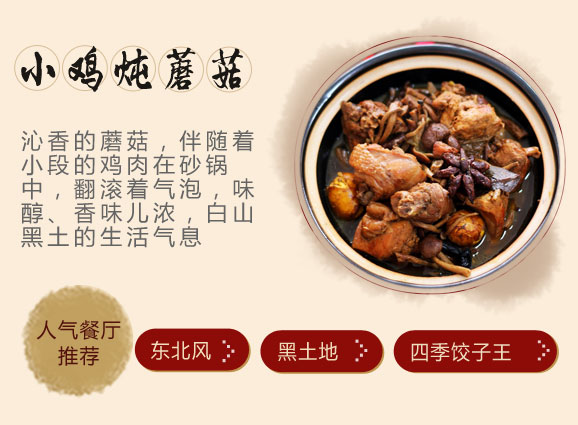 小鸡炖蘑菇
沁香的蘑菇，伴随着
小段的鸡肉在砂锅
中，翻滚着气泡，味
醇、香味儿浓，白山
黑土的生活气息
人气餐厅
推荐
东北风
黑土地
四季饺子王